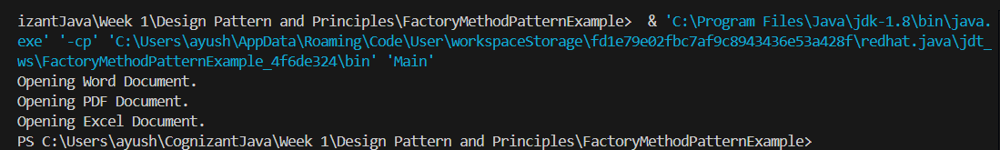 izantJava\Week 1\Design Pattern and Principles\FactoryMethodPatternExample>  & 'C:\Program Files\Java\jdk-1.8\bin\java.
exe' '-cp' 'C:\Users\ayush\AppData\Roaming\Code\User\workspaceStorage\fd1e79e02fbc7af9c8943436e53a428f\redhat.java\jdt_
ws\FactoryMethodPatternExample_4f6de324\bin' 'Main'
Opening Word Document.
Opening PDF Document.
Opening Excel Document.
PS C:\Users\ayush\CognizantJava\Week 1\Design Pattern and Principles\FactoryMethodPatternExample>